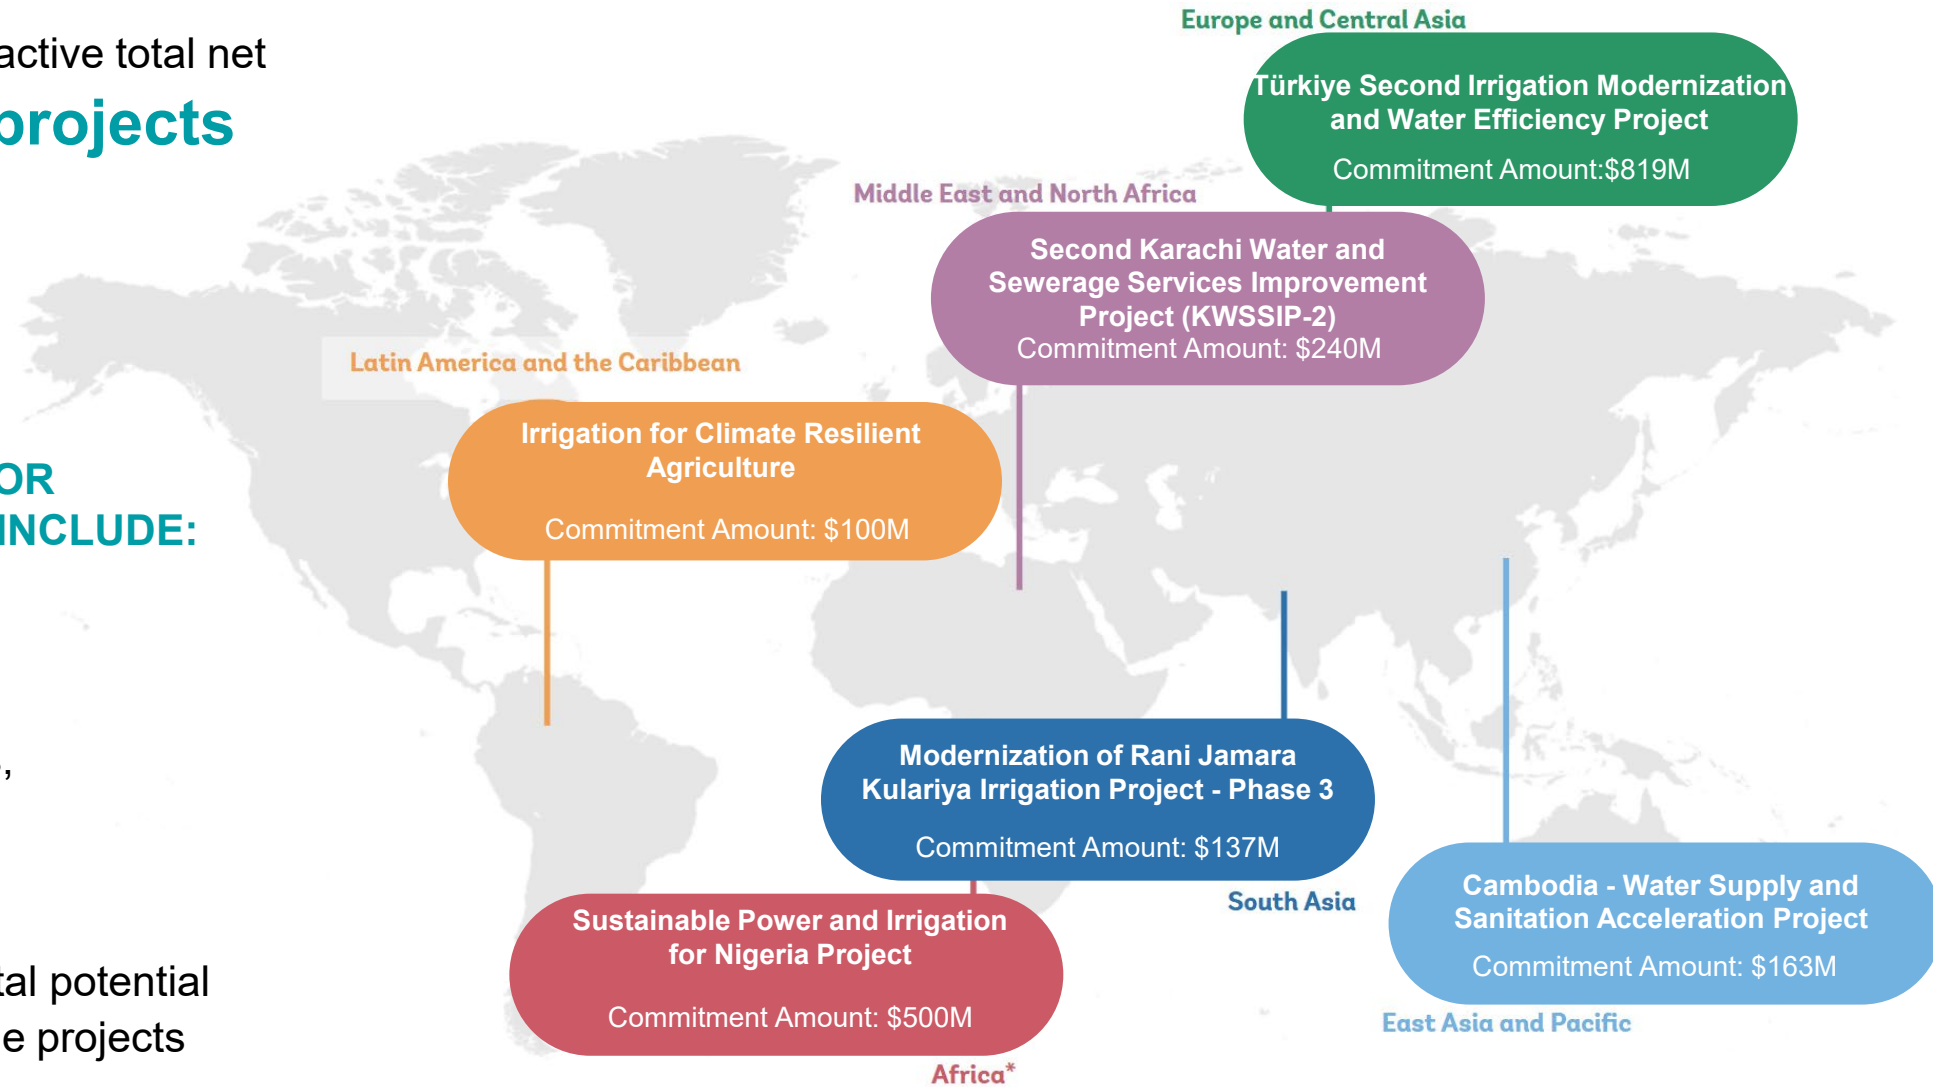 active total net
projects
OR
INCLUDE:
,
tal potential
e projects
Europe and Central Asia
Türkiye Second Irrigation Modernization
and Water Efficiency Project
Commitment Amount:$819M
Middle East and North Africa
Second Karachi Water and
Sewerage Services Improvement
Project (KWSSIP-2)
Commitment Amount: $240M
Latin America and the Caribbean
Irrigation for Climate Resilient
Agriculture
Commitment Amount: $100M
Modernization of Rani Jamara
Kulariya Irrigation Project - Phase 3
Commitment Amount: $137M
South Asia
Sustainable Power and Irrigation
for Nigeria Project
Commitment Amount: $500M
Africa*
Cambodia - Water Supply and
Sanitation Acceleration Project
Commitment Amount: $163M
East Asia and Pacific